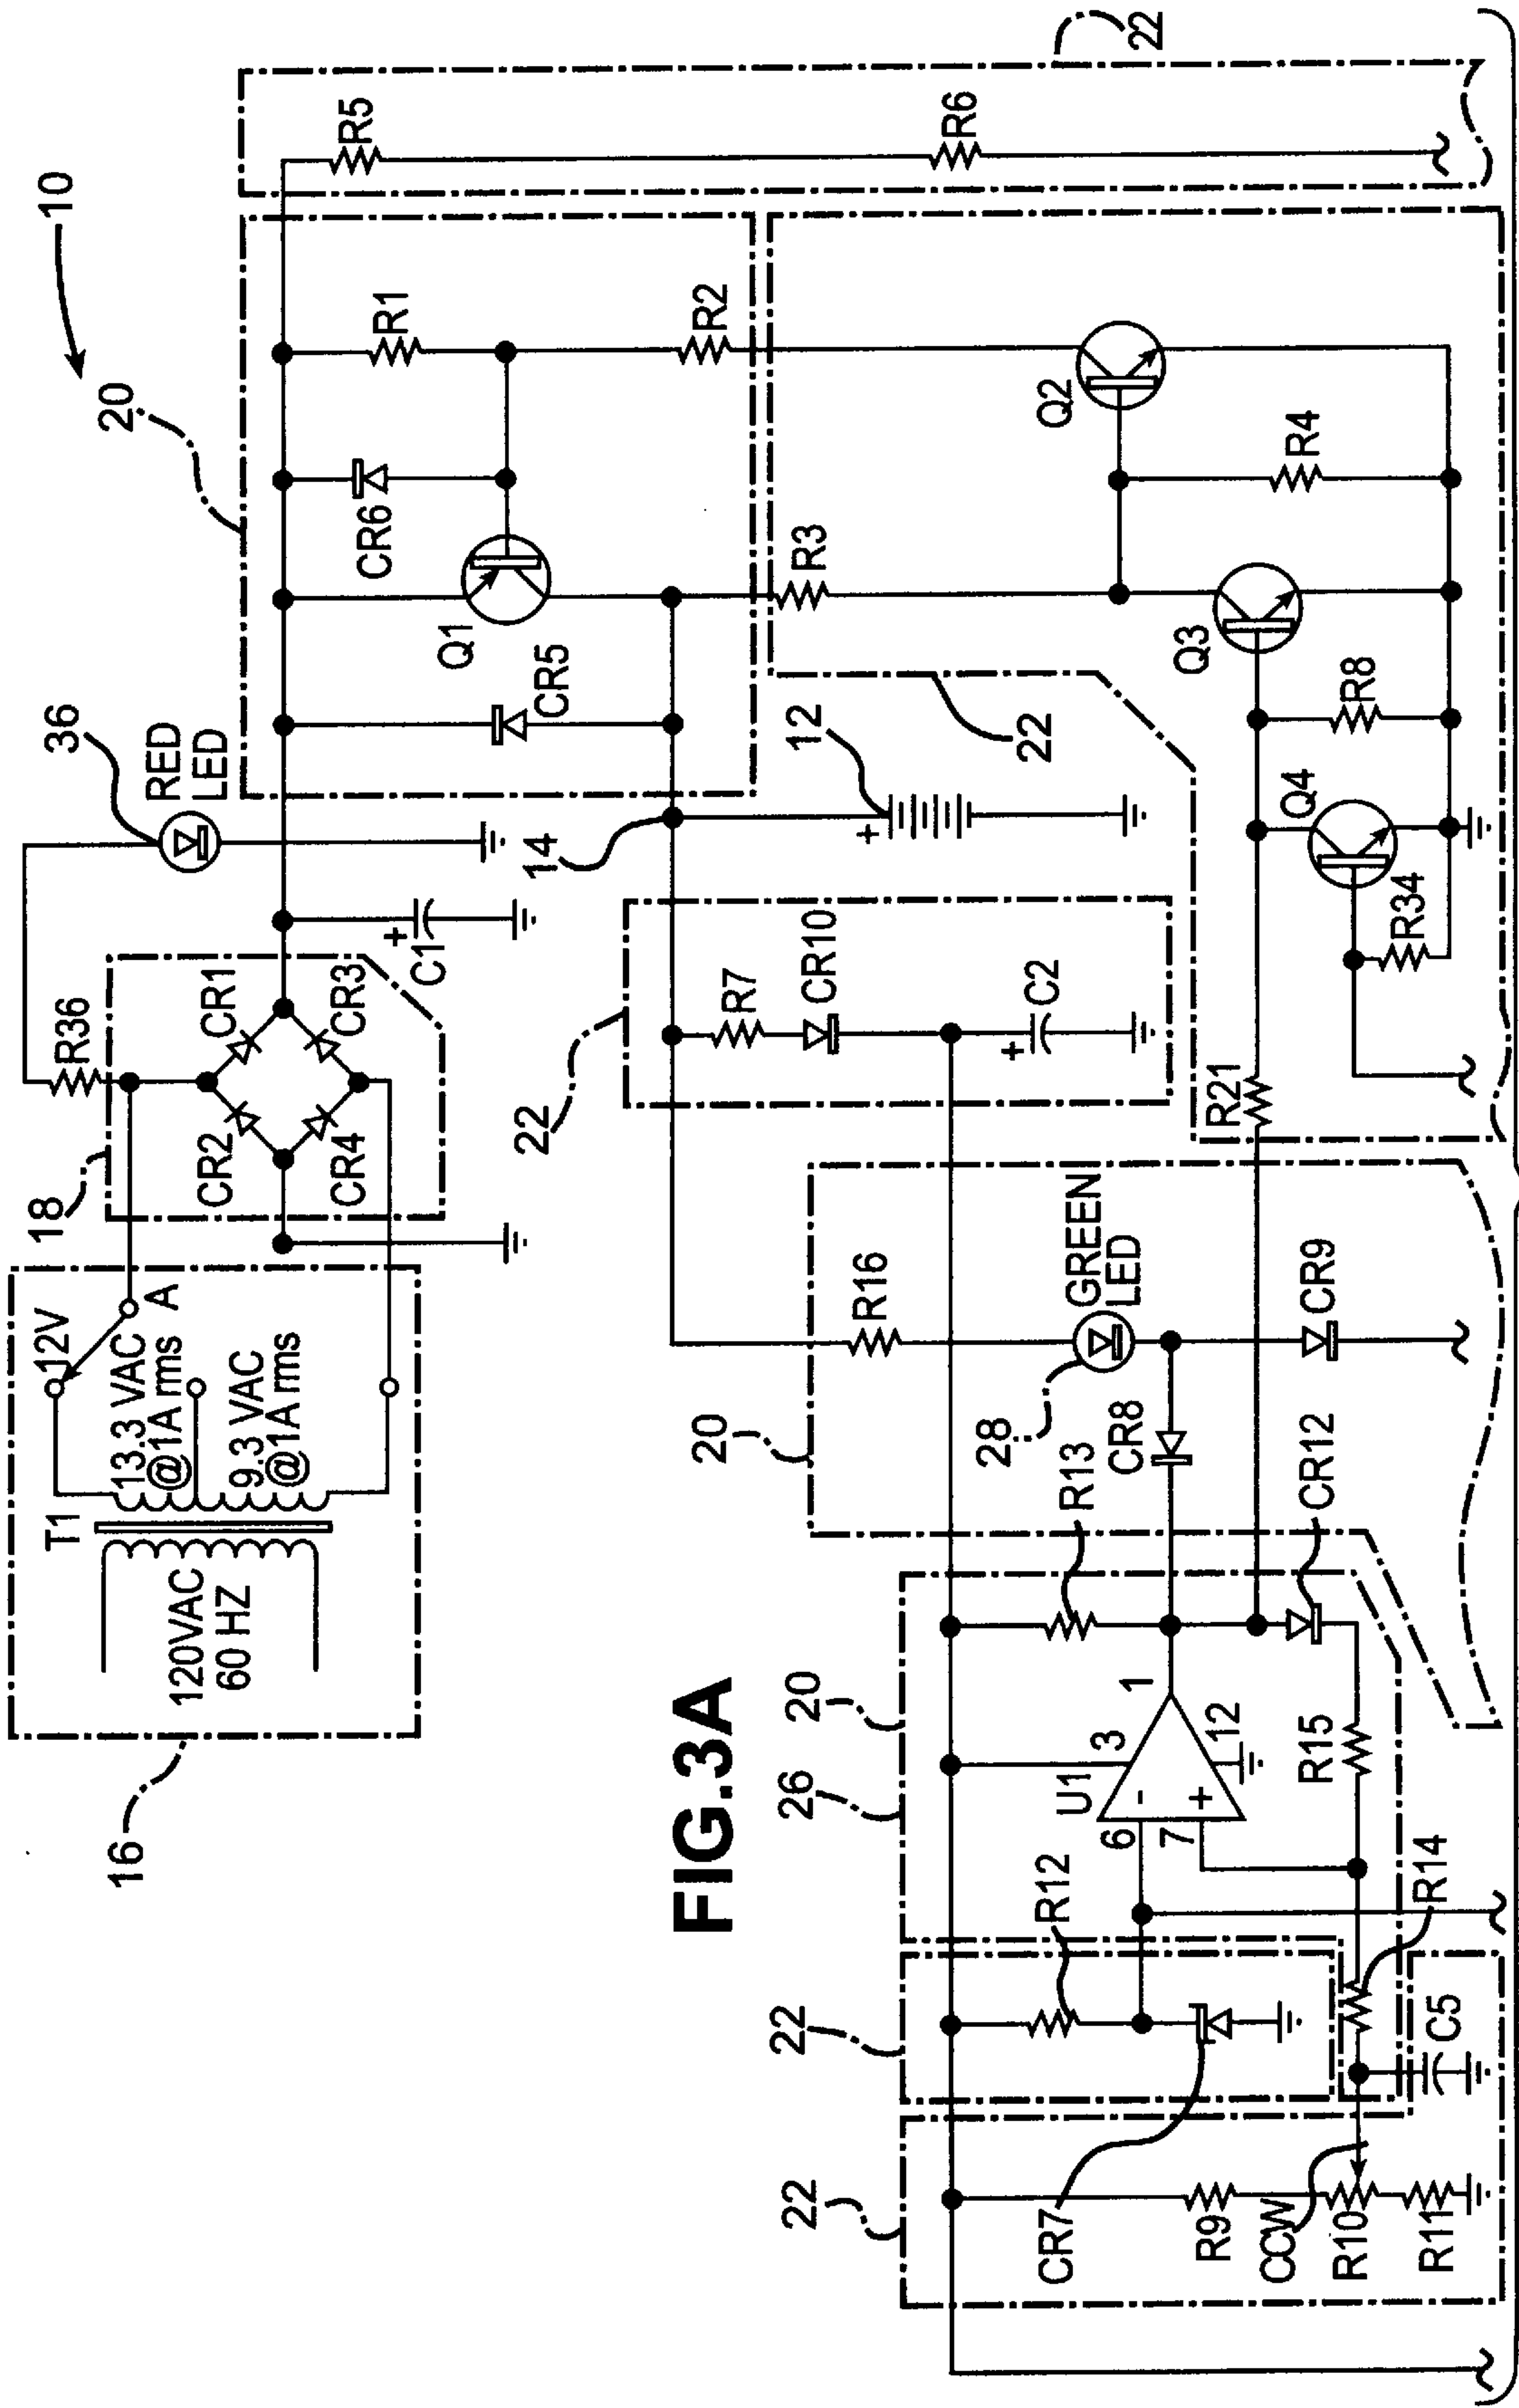 FIG.3A
10
16
T1
120VAC
60 HZ
12V
13.3 VAC
@1A rms
9.3 VAC
@1A rms
A
18
R36
CR1
CR2
CR3
CR4
36
RED
LED
+
C1
20
CR6
R1
Q1
CR5
R2
22
R5
R6
14
12
+
22
R3
Q2
R4
Q3
R8
Q4
R34
R21
22
R7
CR10
+
C2
20
R16
28
GREEN
LED
CR8
CR9
R13
CR12
20
26
U1
3
1
12
6
7
-
+
R15
R14
22
R12
CR7
C5
22
R9
CCW
R10
R11